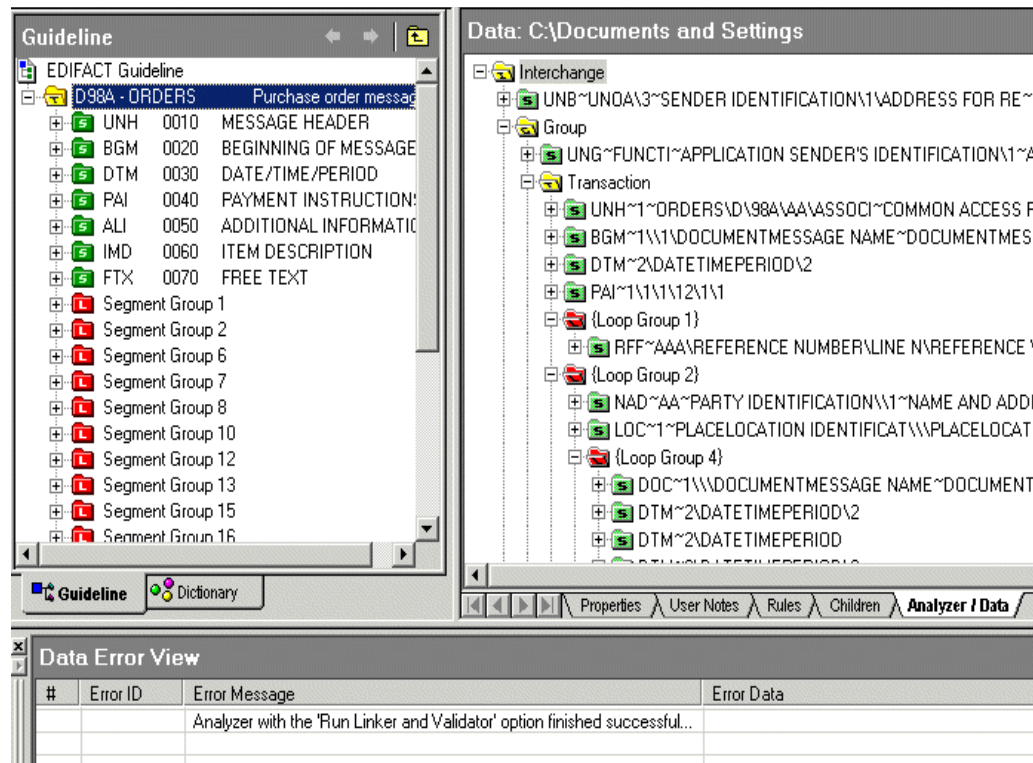 Guideline
EDIFACT Guideline
D98A - ORDERS Purchase order messag
UNH 0010 MESSAGE HEADER
BGM 0020 BEGINNING OF MESSAGE
DTM 0030 DATE/TIME/PERIOD
PAI 0040 PAYMENT INSTRUCTION
ALI 0050 ADDITIONAL INFORMATI
IMD 0060 ITEM DESCRIPTION
FTX 0070 FREE TEXT
Segment Group 1
Segment Group 2
Segment Group 6
Segment Group 7
Segment Group 8
Segment Group 10
Segment Group 12
Segment Group 13
Segment Group 15
Segment Group 16
Guideline
Dictionary
Data: C:\Documents and Settings
Interchange
UNB~UNOA\3~SENDER IDENTIFICATION\1\ADDRESS FOR RE~
Group
UNG~FUNCTI~APPLICATION SENDER'S IDENTIFICATION\1~A
Transaction
UNH~1~ORDERS\D\98A\AA\ASSOCI~COMMON ACCESS
BGM~1\\1\DOCUMENTMESSAGE NAME~DOCUMENTMES
DTM~2\DATETIMEPERIOD\2
PAI~1\1\1\12\1\1
{Loop Group 1}
RFF~AAA\REFERENCE NUMBER\LINE N\REFERENCE
{Loop Group 2}
NAD~AA~PARTY IDENTIFICATION\\1~NAME AND ADD
LOC~1~PLACELOCATION IDENTIFICAT\\\PLACELOCAT
{Loop Group 4}
DOC~1\\\DOCUMENTMESSAGE NAME~DOCUMENT
DTM~2\DATETIMEPERIOD\2
DTM~2\DATETIMEPERIOD
Properties User Notes Rules Children Analyzer / Data
Data Error View
# Error ID Error Message Error Data
Analyzer with the 'Run Linker and Validator' option finished successful...